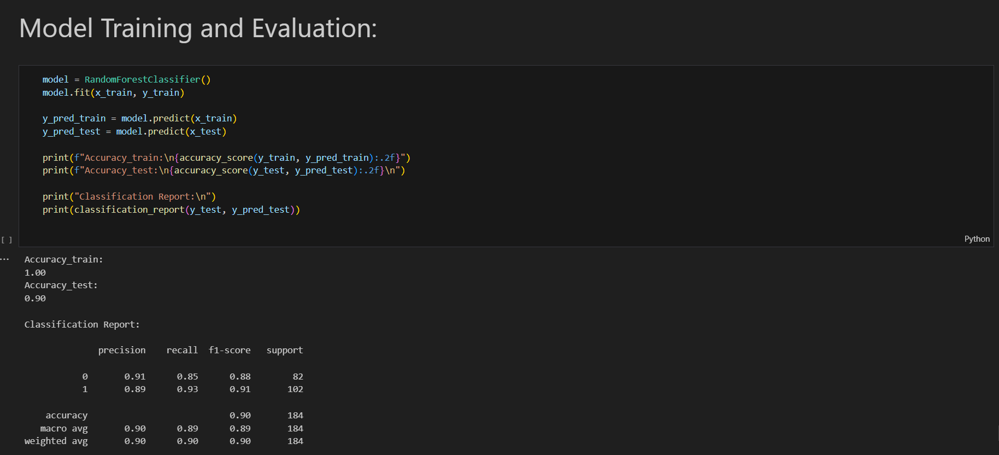 Model Training and Evaluation:
model = RandomForestClassifier()
model.fit(x_train, y_train)
y_pred_train = model.predict(x_train)
y_pred_test = model.predict(x_test)
print(f"Accuracy_train:\n{accuracy_score(y_train, y_pred_train):.2f}")
print(f"Accuracy_test:\n{accuracy_score(y_test, y_pred_test):.2f}\n")
print("Classification Report:\n")
print(classification_report(y_test, y_pred_test))
[ ]
Python
...
Accuracy_train:
1.00
Accuracy_test:
0.90
Classification Report:
precision recall f1-score support
0 0.91 0.85 0.88 82
1 0.89 0.93 0.91 102
accuracy 0.90 184
macro avg 0.90 0.89 0.89 184
weighted avg 0.90 0.90 0.90 184